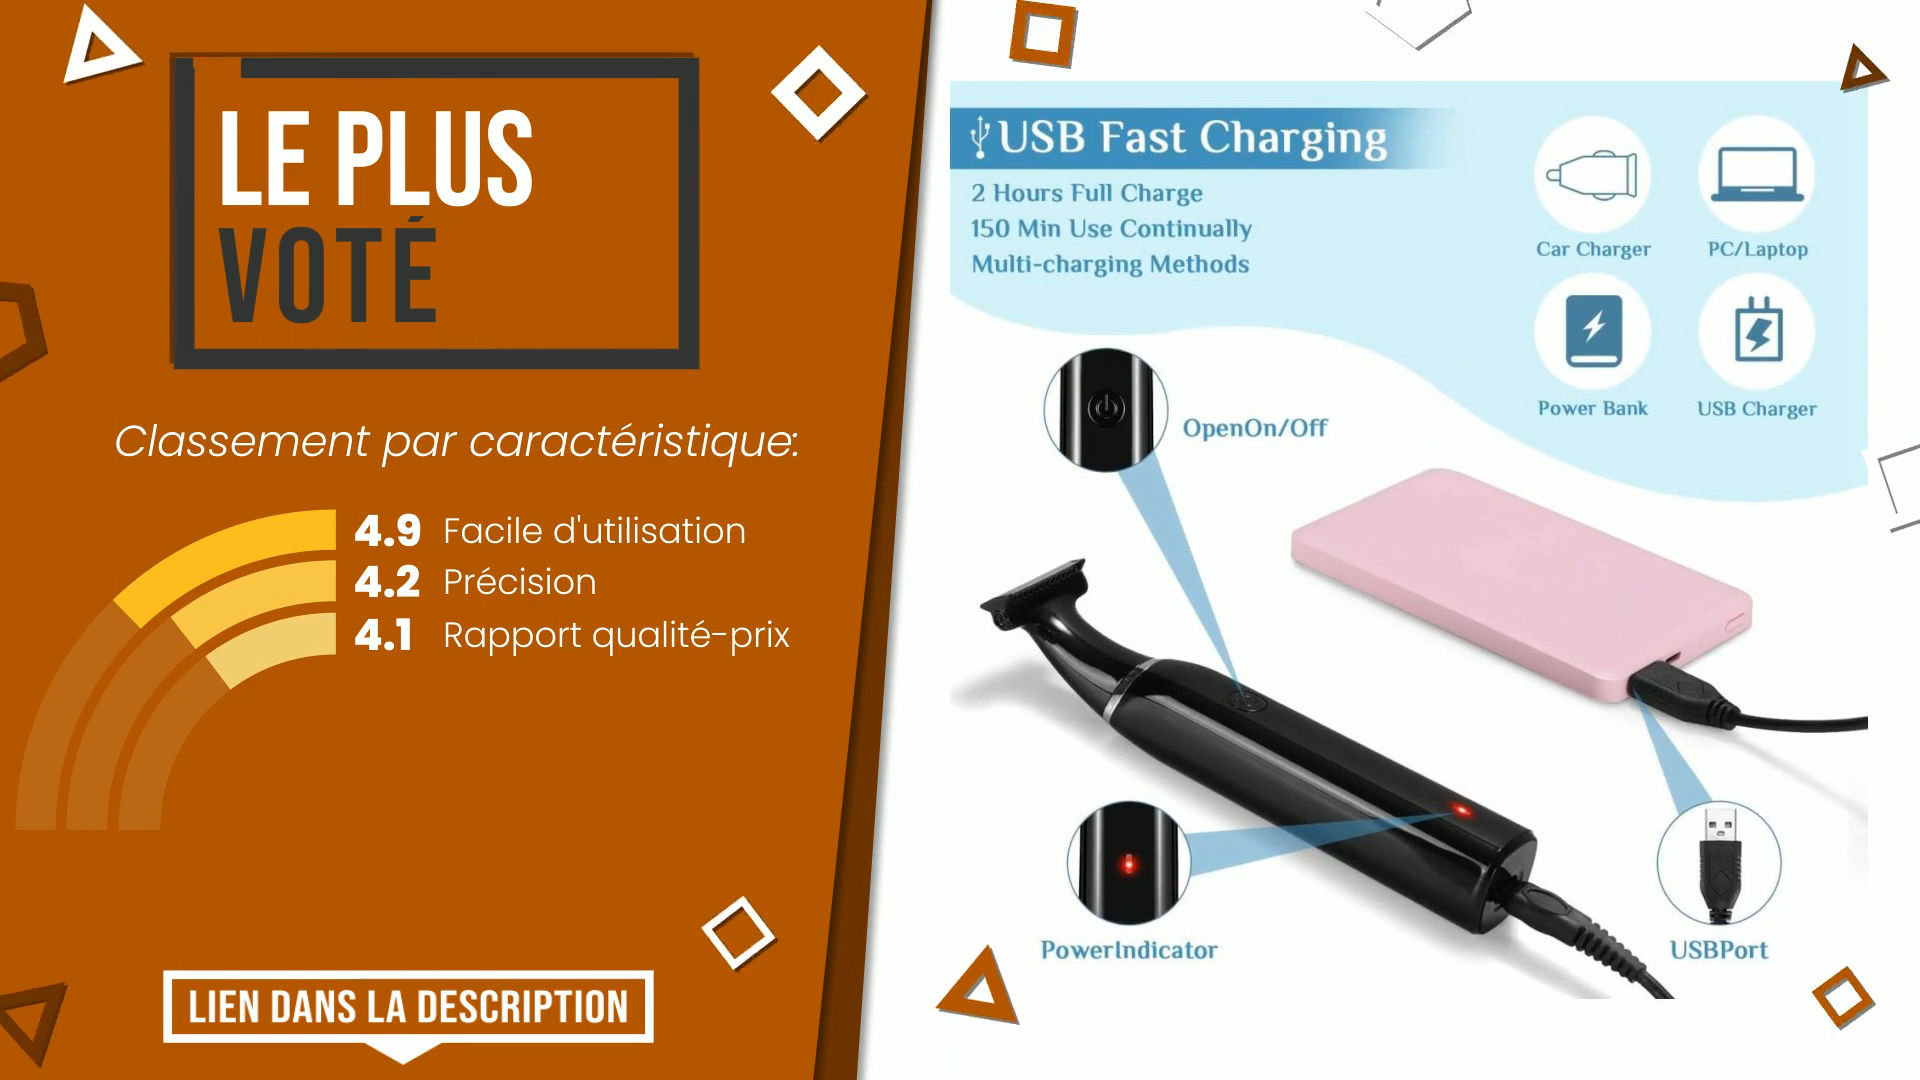 LE PLUS
VOTÉ
Classement par caractéristique:
4.9 Facile d'utilisation
4.2 Précision
4.1 Rapport qualité-prix
LIEN DANS LA DESCRIPTION
USB Fast Charging
2 Hours Full Charge
150 Min Use Continually
Multi-charging Methods
Car Charger
PC/Laptop
Power Bank
USB Charger
OpenOn/Off
PowerIndicator
USBPort